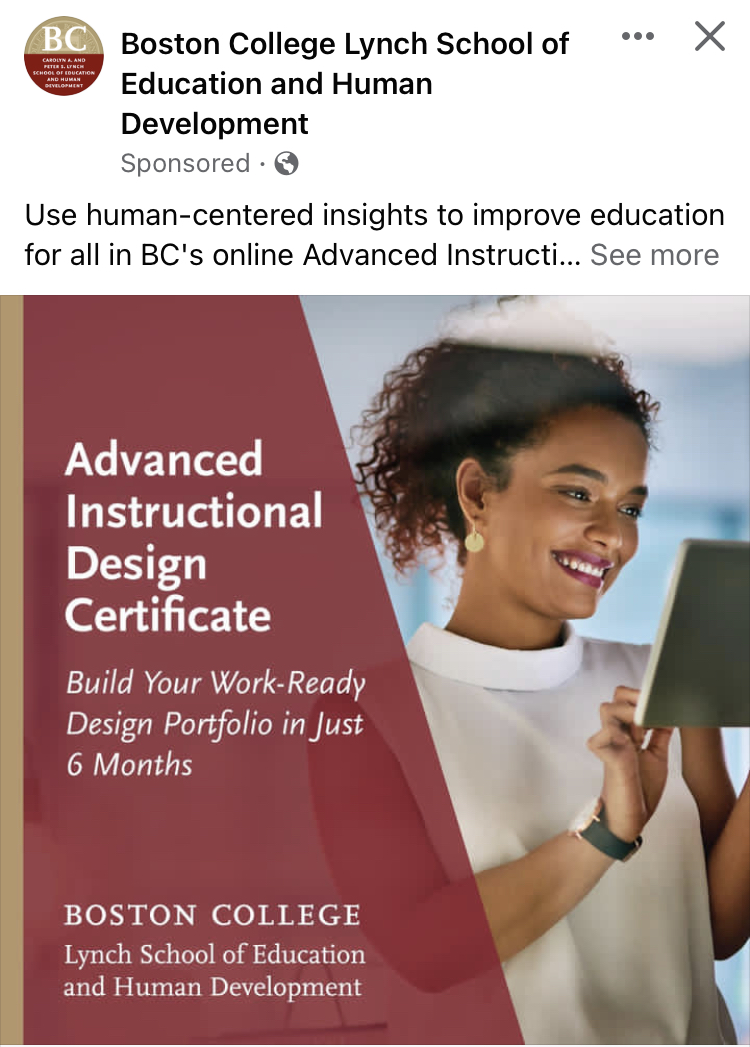 BC
CAROLYN A. AND
PETER S. LYNCH
SCHOOL OF EDUCATION
AND HUMAN
DEVELOPMENT
Boston College Lynch School of
Education and Human
Development
Sponsored ·
Use human-centered insights to improve education
for all in BC's online Advanced Instructi... See more
Advanced
Instructional
Design
Certificate
Build Your Work-Ready
Design Portfolio in Just
6 Months
BOSTON COLLEGE
Lynch School of Education
and Human Development